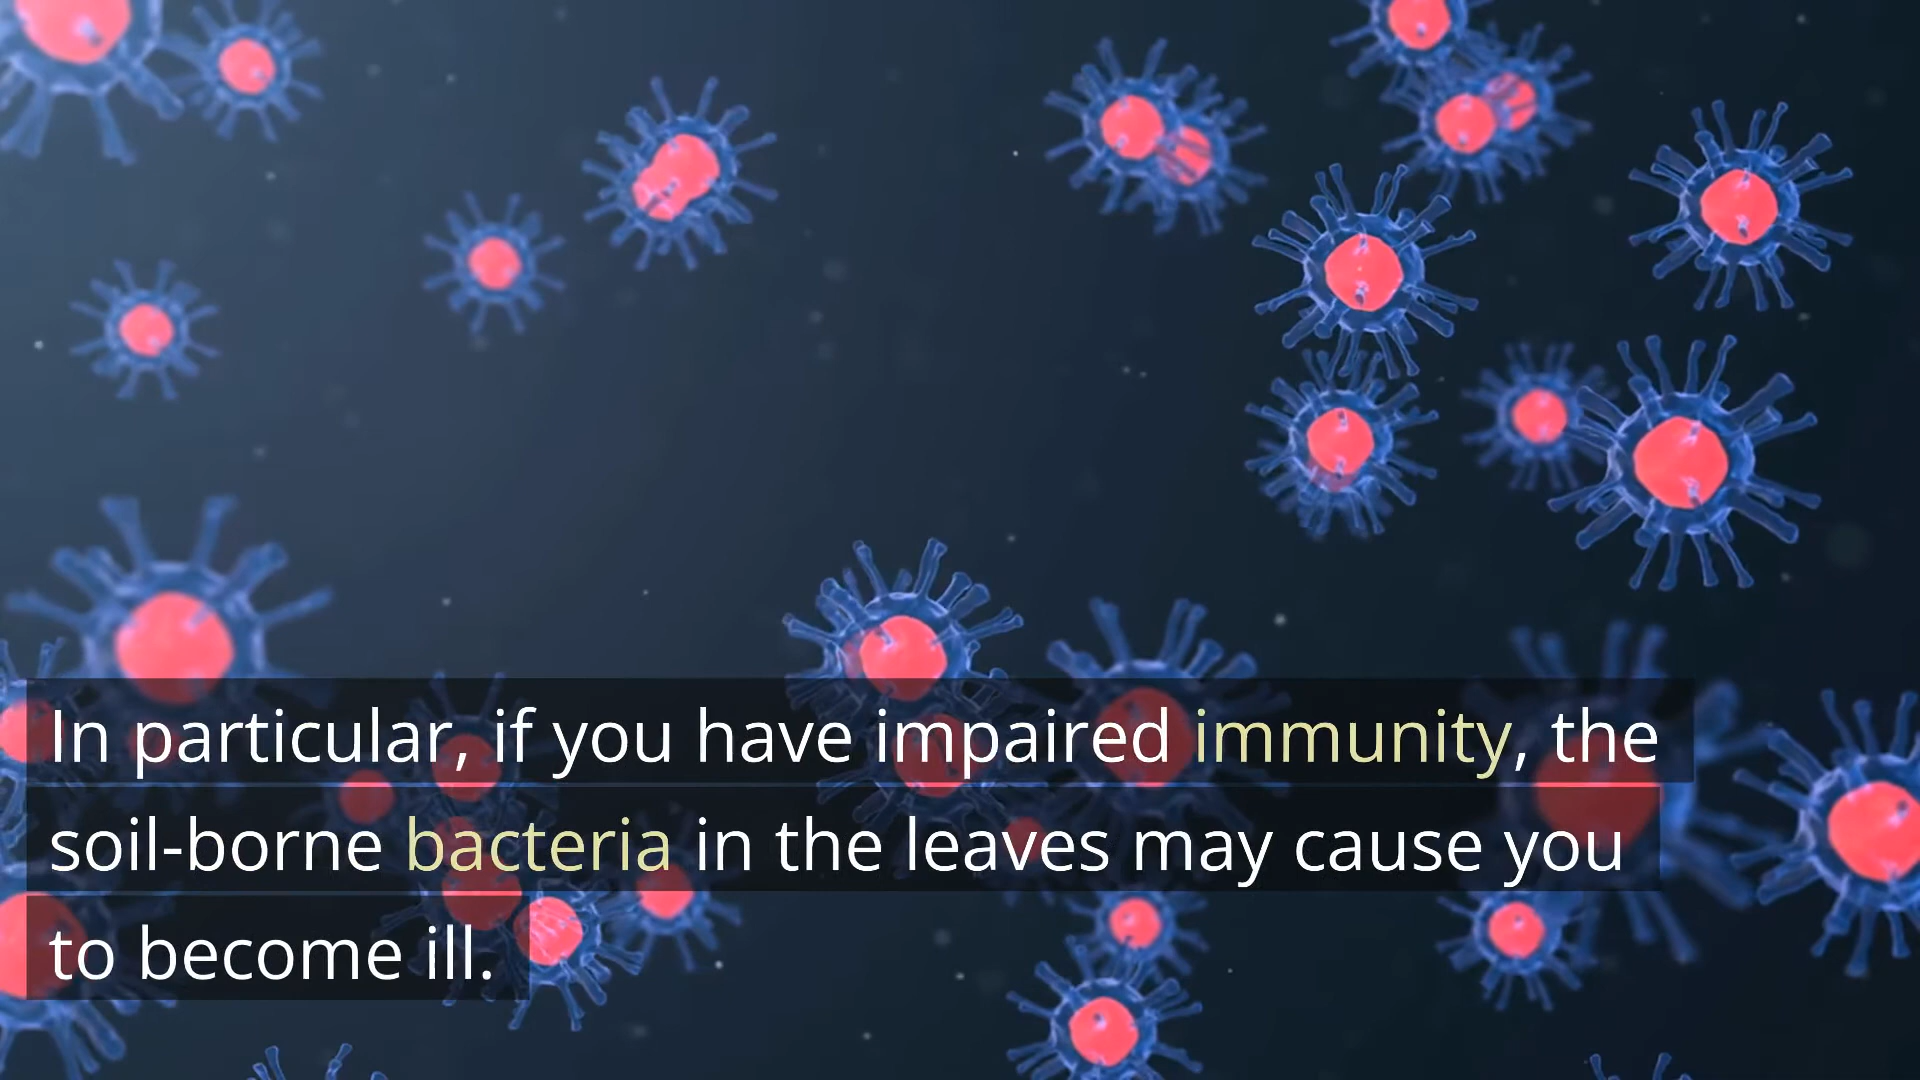 In particular, if you have impaired immunity, the
soil-borne bacteria in the leaves may cause you
to become ill.